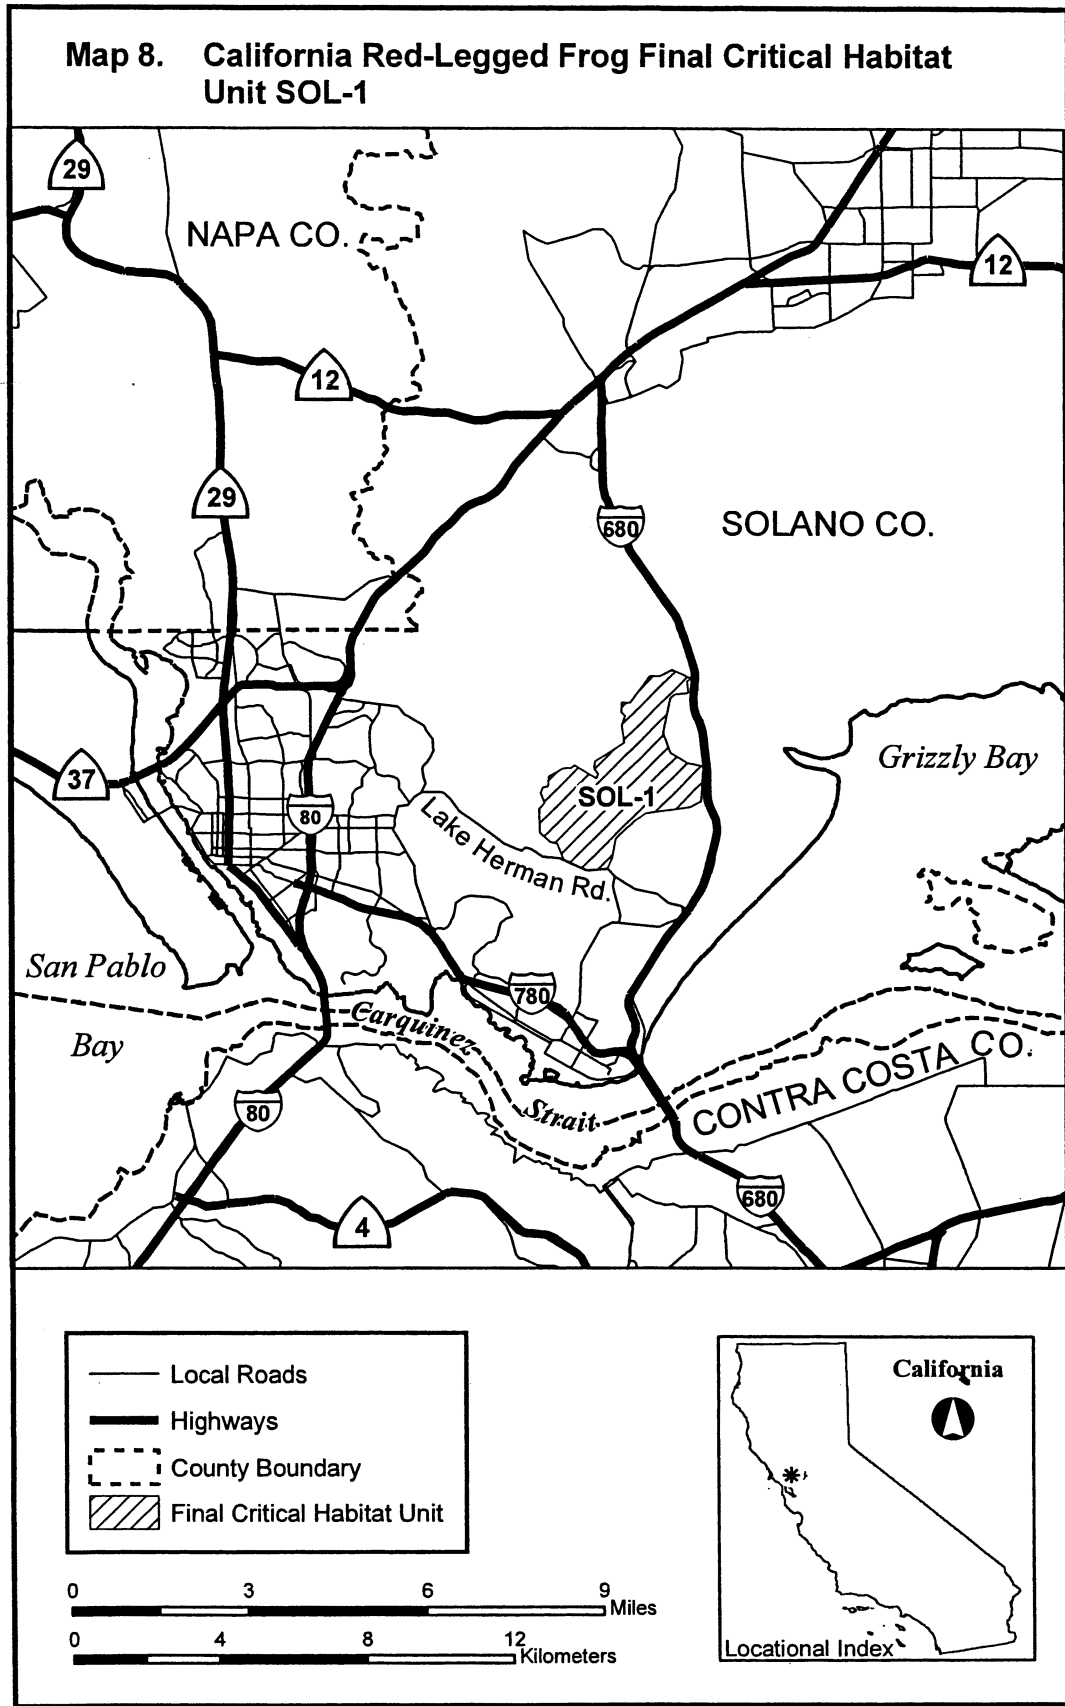 Map 8. California Red-Legged Frog Final Critical Habitat
Unit SOL-1
29
NAPA CO.
12
12
29
680
SOLANO CO.
37
80
Lake Herman Rd.
SOL-1
Grizzly Bay
San Pablo
Bay
780
Carquinez
Strait
CONTRA COSTA CO.
80
680
4
Local Roads
Highways
County Boundary
Final Critical Habitat Unit
0 3 6 9
Miles
0 4 8 12
Kilometers
California
Locational Index